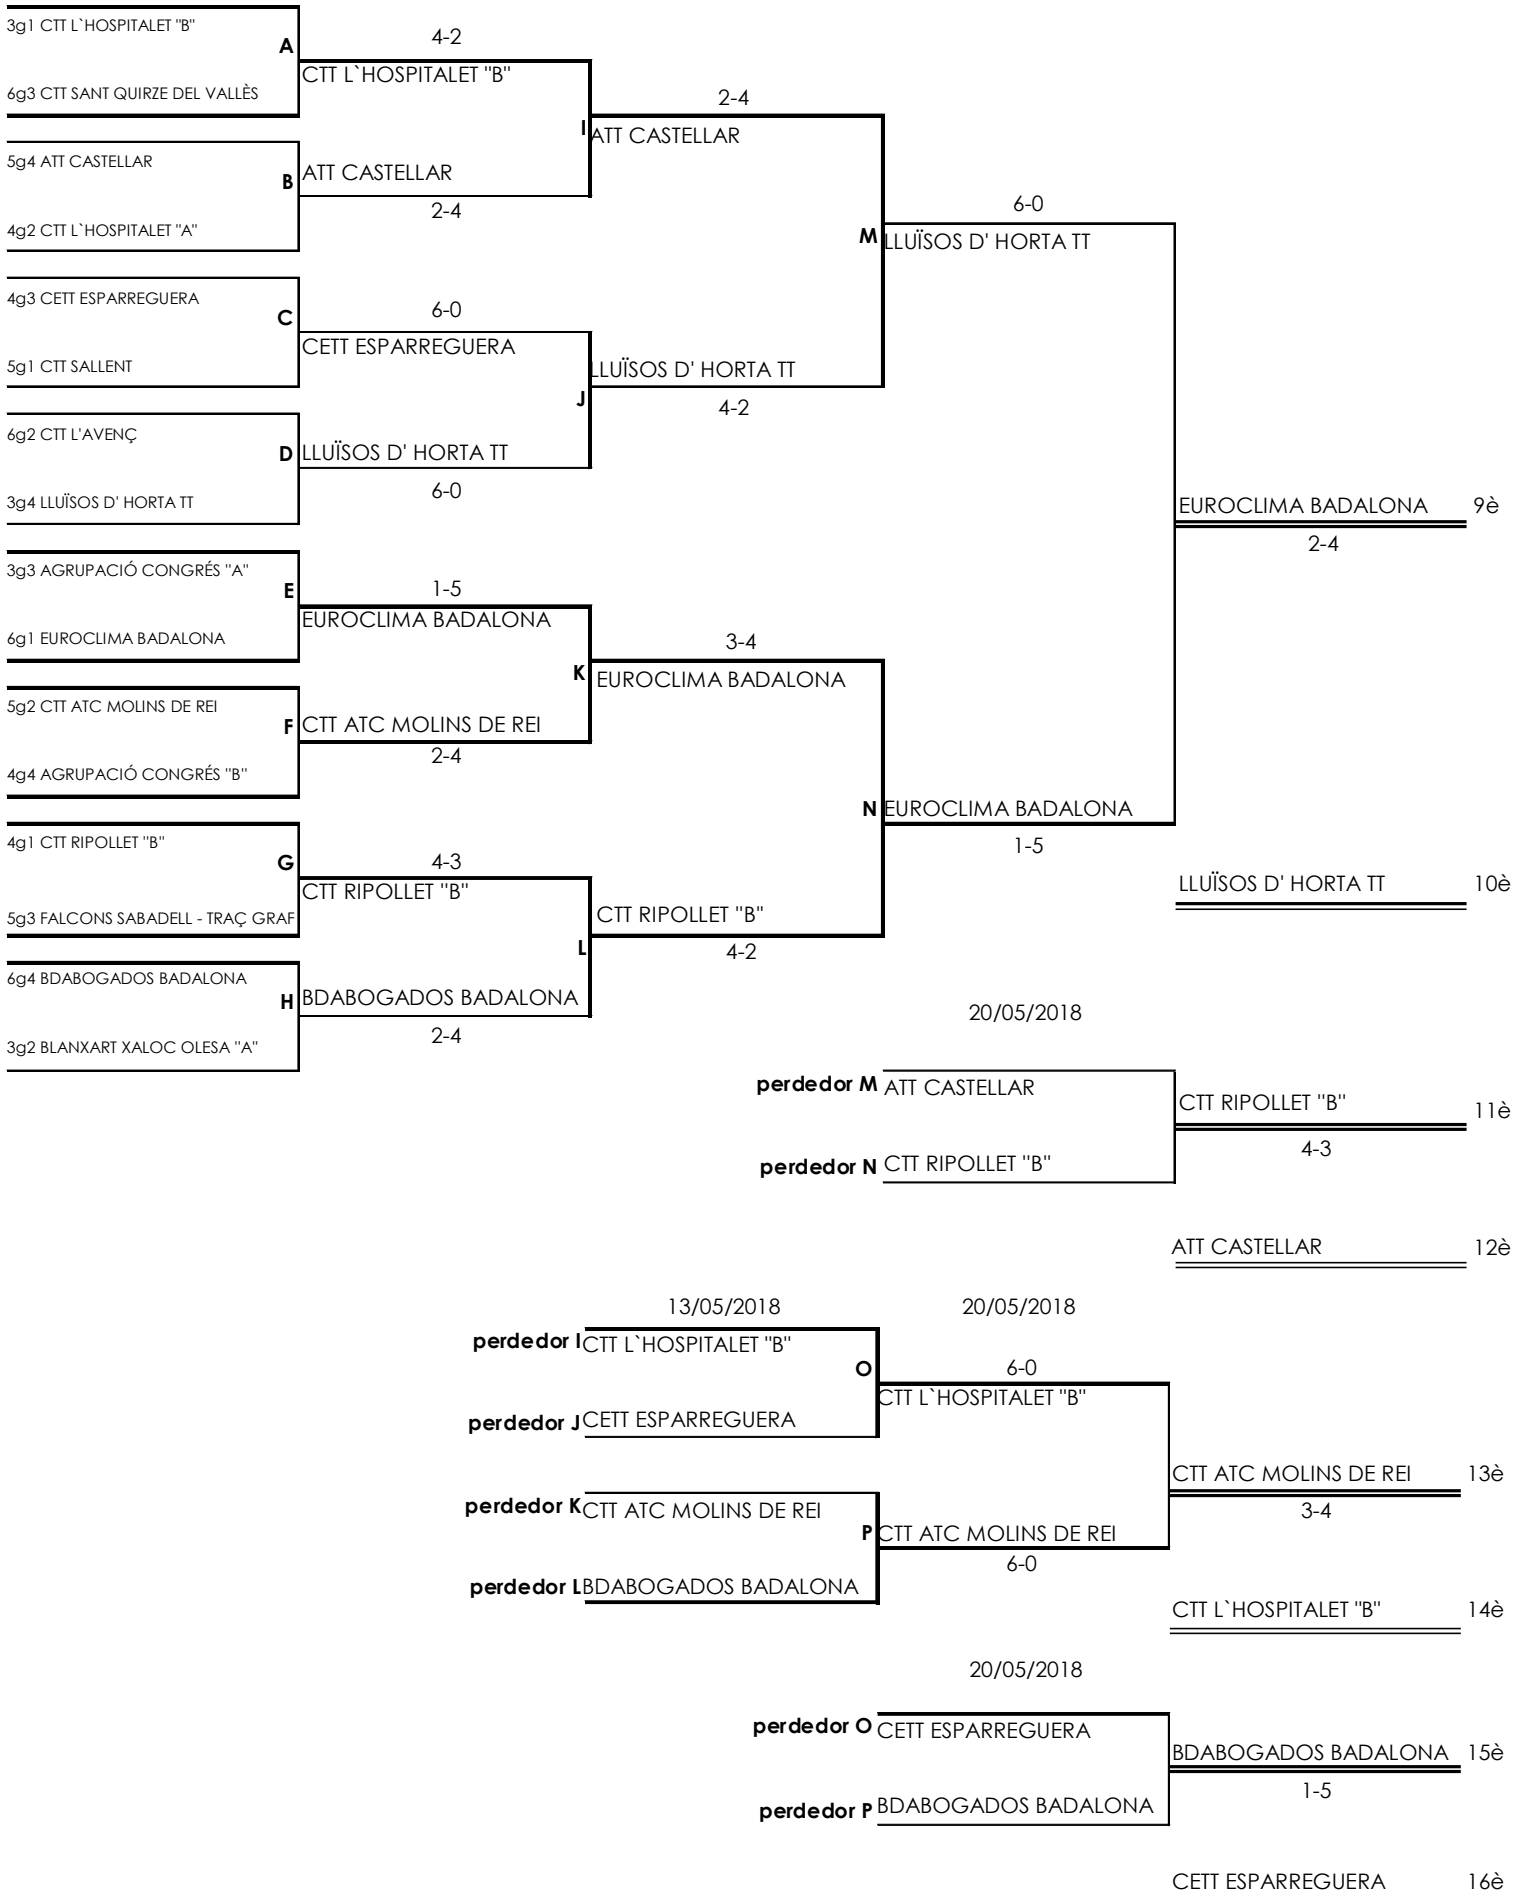 3g1 CTT L`HOSPITALET "B"
A
4-2
CTT L`HOSPITALET "B"
6g3 CTT SANT QUIRZE DEL VALLÈS
2-4
I
ATT CASTELLAR
5g4 ATT CASTELLAR
B
ATT CASTELLAR
2-4
4g2 CTT L`HOSPITALET "A"
6-0
M
LLUÏSOS D' HORTA TT
4g3 CETT ESPARREGUERA
C
6-0
CETT ESPARREGUERA
5g1 CTT SALLENT
LLUÏSOS D' HORTA TT
J
4-2
6g2 CTT L'AVENÇ
D
LLUÏSOS D' HORTA TT
6-0
3g4 LLUÏSOS D' HORTA TT
EUROCLIMA BADALONA
9è
2-4
3g3 AGRUPACIÓ CONGRÉS "A"
E
1-5
EUROCLIMA BADALONA
6g1 EUROCLIMA BADALONA
3-4
K
EUROCLIMA BADALONA
5g2 CTT ATC MOLINS DE REI
F
CTT ATC MOLINS DE REI
2-4
4g4 AGRUPACIÓ CONGRÉS "B"
N
EUROCLIMA BADALONA
1-5
4g1 CTT RIPOLLET "B"
G
4-3
CTT RIPOLLET "B"
LLUÏSOS D' HORTA TT
10è
5g3 FALCONS SABADELL - TRAÇ GRAF
CTT RIPOLLET "B"
L
4-2
6g4 BDABOGADOS BADALONA
H
BDABOGADOS BADALONA
2-4
3g2 BLANXART XALOC OLESA "A"
20/05/2018
perdedor M
ATT CASTELLAR
CTT RIPOLLET "B"
11è
4-3
perdedor N
CTT RIPOLLET "B"
ATT CASTELLAR
12è
13/05/2018
20/05/2018
perdedor I
CTT L`HOSPITALET "B"
O
6-0
CTT L`HOSPITALET "B"
perdedor J
CETT ESPARREGUERA
CTT ATC MOLINS DE REI
13è
3-4
perdedor K
CTT ATC MOLINS DE REI
P
CTT ATC MOLINS DE REI
6-0
perdedor L
BDABOGADOS BADALONA
CTT L`HOSPITALET "B"
14è
20/05/2018
perdedor O
CETT ESPARREGUERA
BDABOGADOS BADALONA
15è
1-5
perdedor P
BDABOGADOS BADALONA
CETT ESPARREGUERA
16è